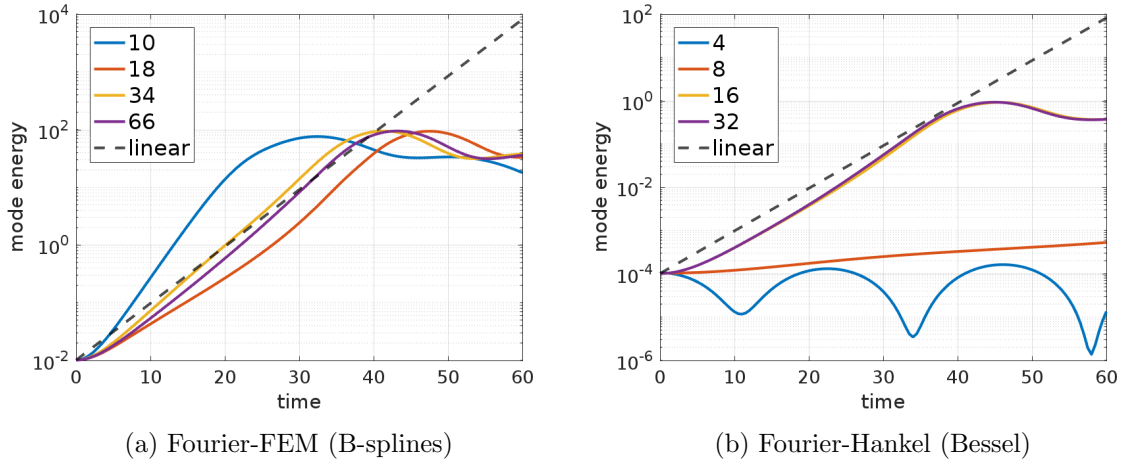 10
18
34
66
linear
mode energy
10^4
10^2
10^0
10^-2
0 10 20 30 40 50 60
time
(a) Fourier-FEM (B-splines)
4
8
16
32
linear
mode energy
10^2
10^0
10^-2
10^-4
10^-6
0 10 20 30 40 50 60
time
(b) Fourier-Hankel (Bessel)